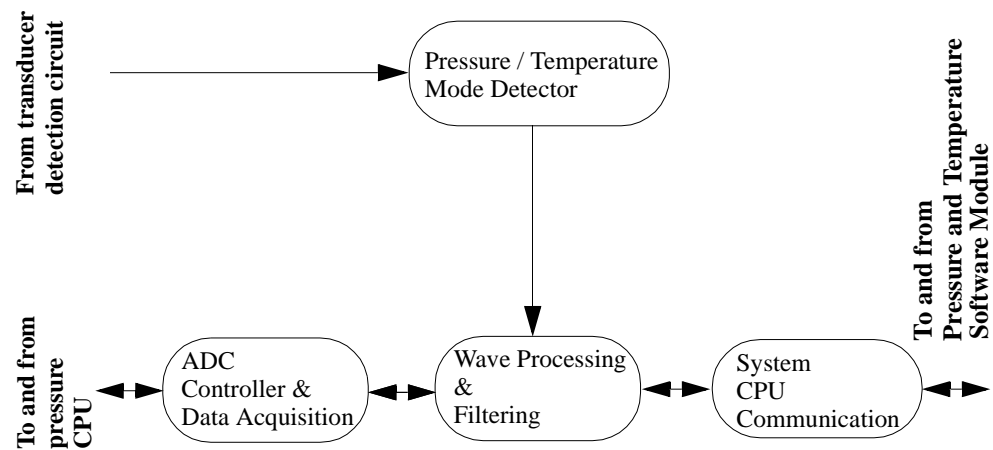 From transducer
detection circuit
Pressure / Temperature
Mode Detector
To and from
Pressure and Temperature
Software Module
To and from
pressure
CPU
ADC
Controller &
Data Acquisition
Wave Processing
&
Filtering
System
CPU
Communication